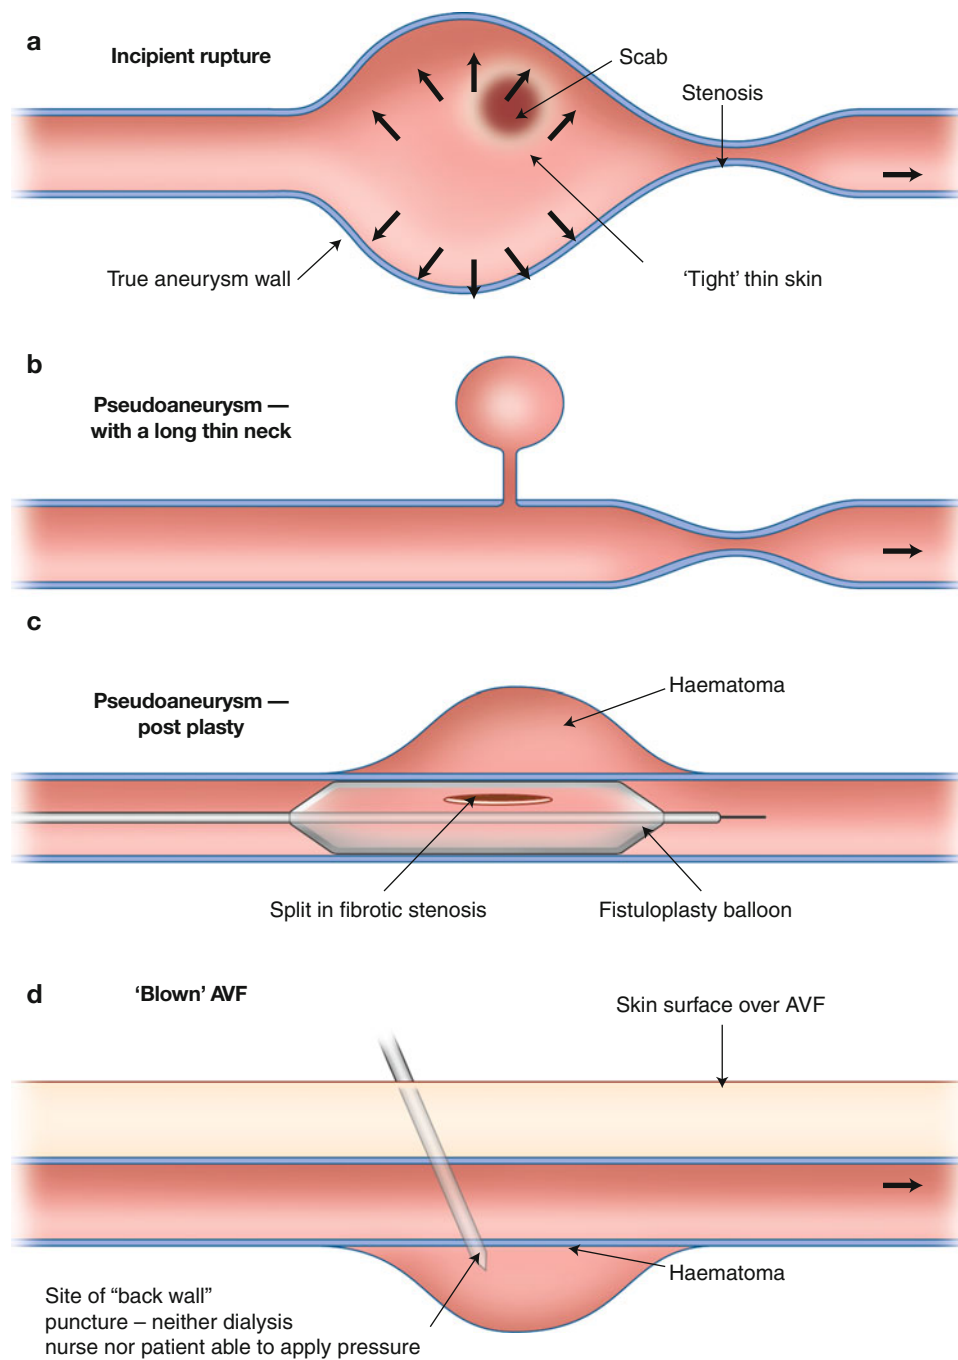 a
Incipient rupture
Scab
Stenosis
True aneurysm wall
‘Tight’ thin skin
b
Pseudoaneurysm —
with a long thin neck
c
Pseudoaneurysm —
post plasty
Haematoma
Split in fibrotic stenosis
Fistuloplasty balloon
d
‘Blown’ AVF
Skin surface over AVF
Haematoma
Site of “back wall”
puncture – neither dialysis
nurse nor patient able to apply pressure